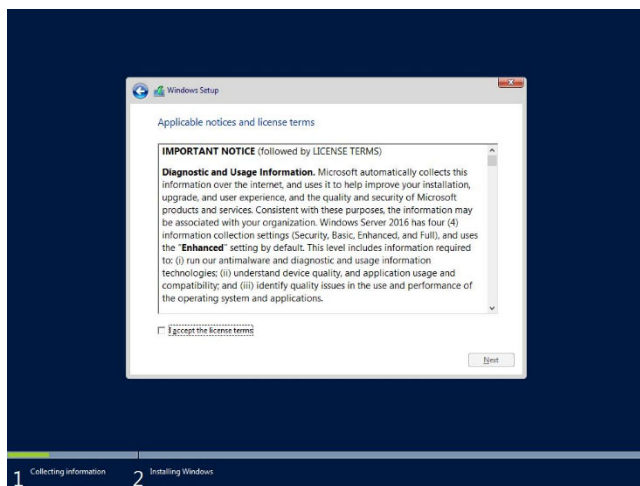 Windows Setup
Applicable notices and license terms
IMPORTANT NOTICE (followed by LICENSE TERMS)
Diagnostic and Usage Information. Microsoft automatically collects this
information over the internet, and uses it to help improve your installation,
upgrade, and user experience, and the quality and security of Microsoft
products and services. Consistent with these purposes, the information may
be associated with your organization. Windows Server 2016 has four (4)
information collection settings (Security, Basic, Enhanced, and Full), and uses
the "Enhanced" setting by default. This level includes information required
to: (i) run our antimalware and diagnostic and usage information
technologies; (ii) understand device quality, and application usage and
compatibility; and (iii) identify quality issues in the use and performance of
the operating system and applications.
I accept the license terms
Next
1 Collecting information 2 Installing Windows